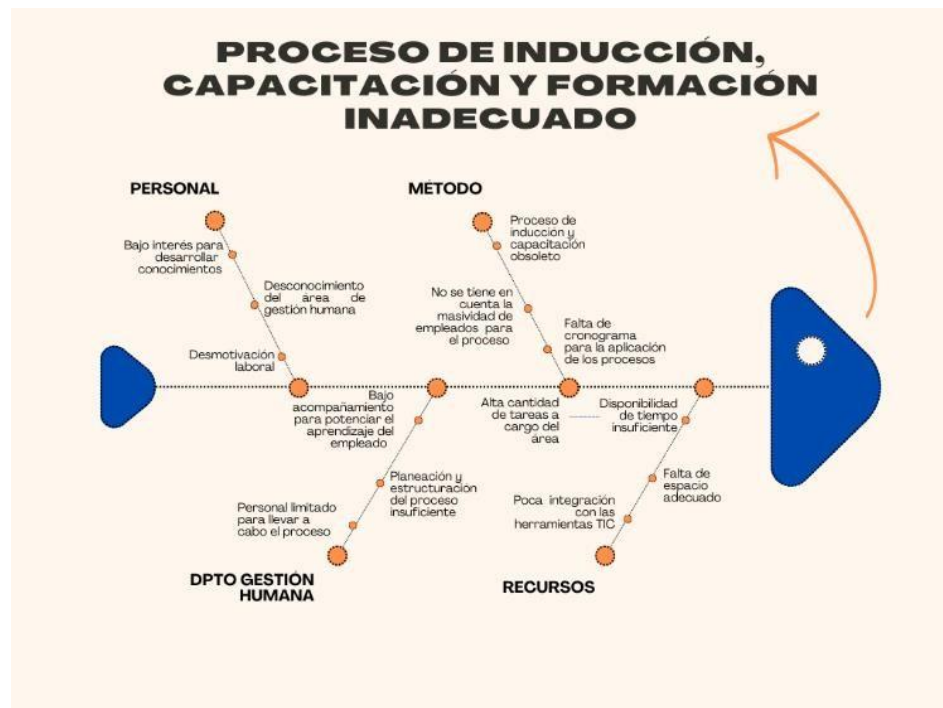 PROCESO DE INDUCCIÓN,
CAPACITACIÓN Y FORMACIÓN
INADECUADO
PERSONAL
Bajo interés para
desarrollar
conocimientos
Desconocimiento
del área de
gestión humana
Desmotivación
laboral
MÉTODO
Proceso de
inducción y
capacitación
obsoleto
No se tiene en
cuenta la
masividad de
empleados para
el proceso
Falta de
cronograma
para la aplicación
de los procesos
Bajo
acompañamiento
para potenciar el
aprendizaje del
empleado
Planeación y
estructuración
del proceso
insuficiente
Personal limitado
para llevar a
cabo el proceso
DPTO GESTIÓN
HUMANA
Alta cantidad
de tareas a
cargo del
área
Disponibilidad
de tiempo
insuficiente
Falta de
espacio
adecuado
Poca integración
con las
herramientas TIC
RECURSOS